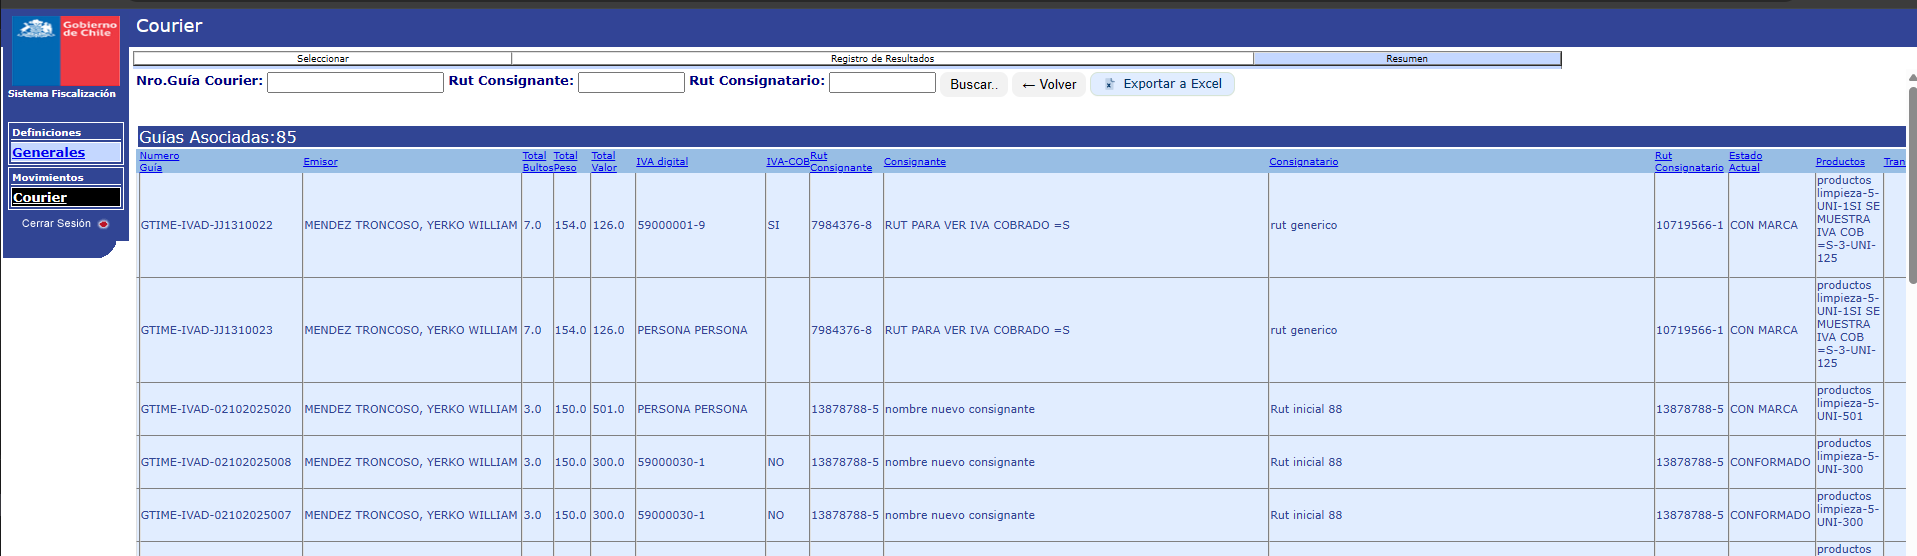 Gobierno
de Chile
Sistema Fiscalización
Definiciones
Generales
Movimientos
Courier
Cerrar Sesión
Courier
Seleccionar Registro de Resultados Resumen
Nro.Guía Courier: Rut Consignante: Rut Consignatario: Buscar.. ← Volver Exportar a Excel
Guías Asociadas:85
Numero Guía Emisor Total Bultos Total Peso Total Valor IVA digital IVA-COB Rut Consignante Consignante Consignatario Rut Consignatario Estado Actual Productos Tran
GTIME-IVAD-JJ1310022 MENDEZ TRONCOSO, YERKO WILLIAM 7.0 154.0 126.0 59000001-9 SI 7984376-8 RUT PARA VER IVA COBRADO =S rut generico 10719566-1 CON MARCA
productos
limpieza-5-
UNI-1SI SE
MUESTRA
IVA COB
=S-3-UNI-
125
GTIME-IVAD-JJ1310023 MENDEZ TRONCOSO, YERKO WILLIAM 7.0 154.0 126.0 PERSONA PERSONA 7984376-8 RUT PARA VER IVA COBRADO =S rut generico 10719566-1 CON MARCA
productos
limpieza-5-
UNI-1SI SE
MUESTRA
IVA COB
=S-3-UNI-
125
GTIME-IVAD-02102025020 MENDEZ TRONCOSO, YERKO WILLIAM 3.0 150.0 501.0 PERSONA PERSONA 13878788-5 nombre nuevo consignante Rut inicial 88 13878788-5 CON MARCA
productos
limpieza-5-
UNI-501
GTIME-IVAD-02102025008 MENDEZ TRONCOSO, YERKO WILLIAM 3.0 150.0 300.0 59000030-1 NO 13878788-5 nombre nuevo consignante Rut inicial 88 13878788-5 CONFORMADO
productos
limpieza-5-
UNI-300
GTIME-IVAD-02102025007 MENDEZ TRONCOSO, YERKO WILLIAM 3.0 150.0 300.0 59000030-1 NO 13878788-5 nombre nuevo consignante Rut inicial 88 13878788-5 CONFORMADO
productos
limpieza-5-
UNI-300
productos